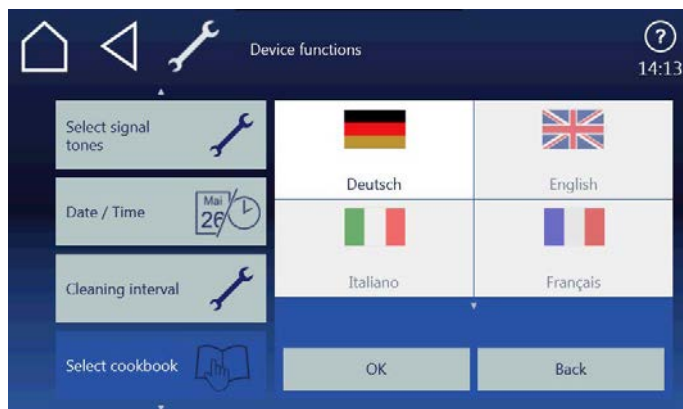 Device functions
?
14:13
Select signal
tones
Date / Time
Mai
26
Cleaning interval
Select cookbook
Deutsch
English
Italiano
Français
OK
Back